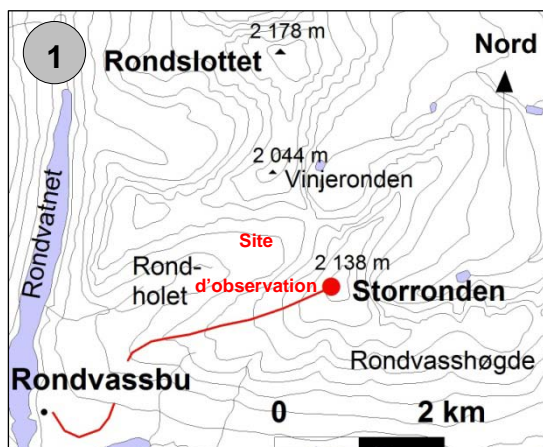 1
2 178 m
Rondslottet
Nord
2 044 m
Vinjeronden
Rondvatnet
Site
d'observation
Rond-
holet
2 138 m
Storronden
Rondvasshøgde
Rondvassbu
0
2 km